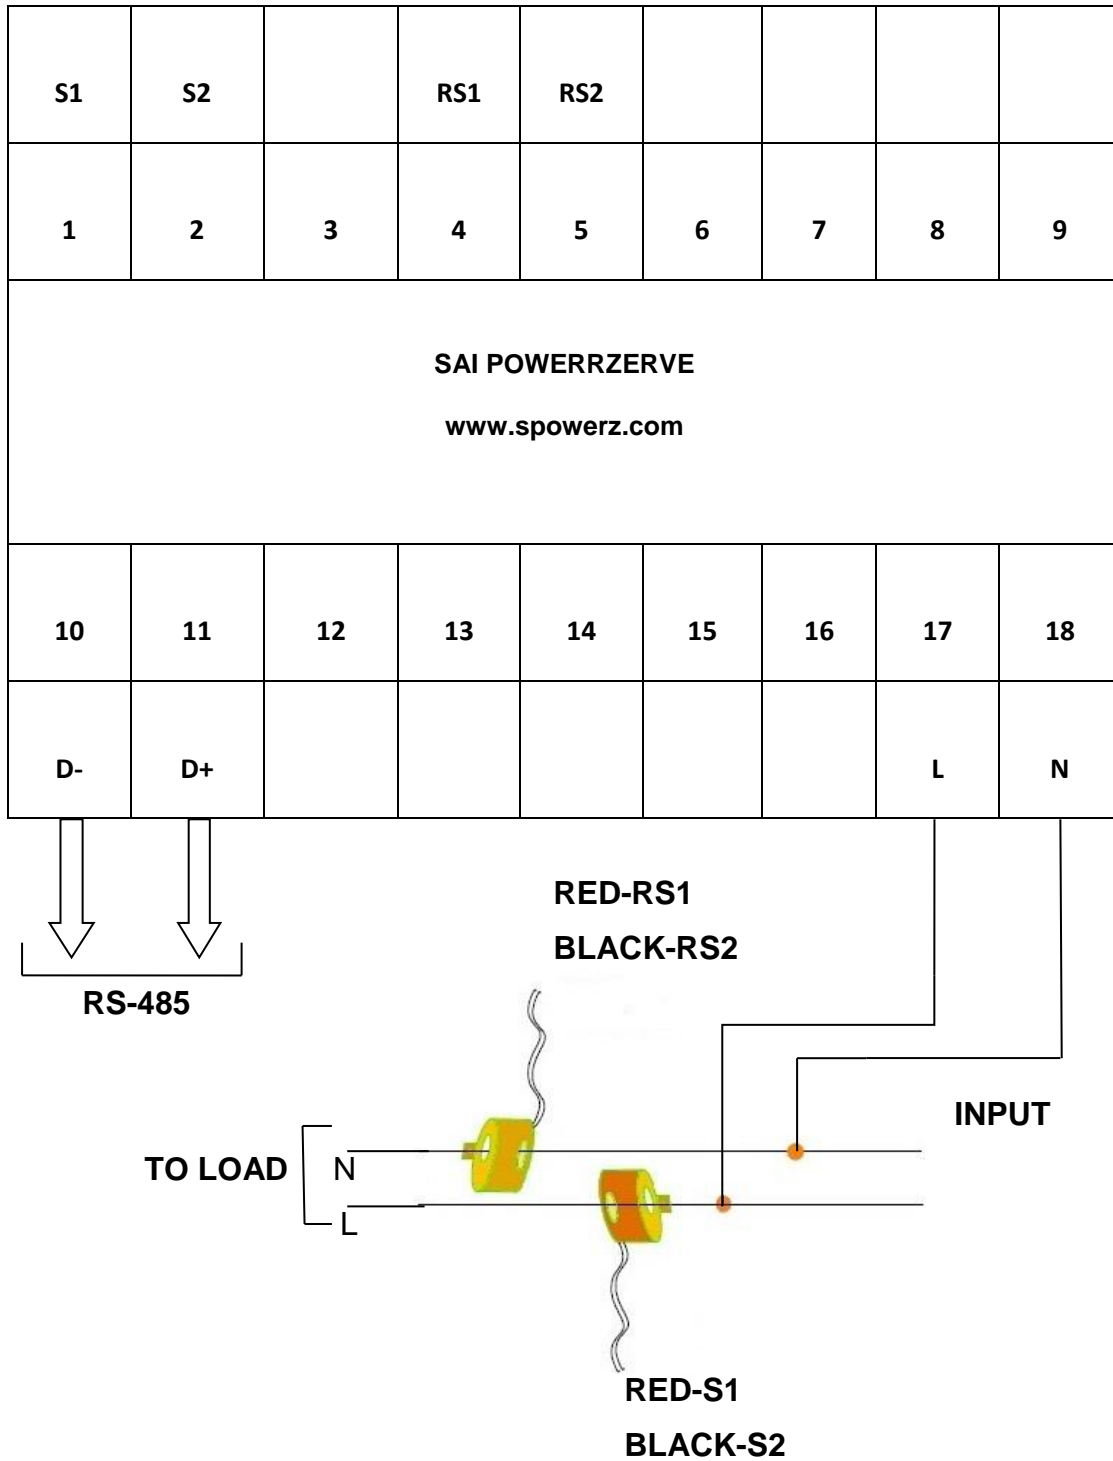 S1 S2 RS1 RS2
1 2 3 4 5 6 7 8 9
SAI POWERRZERVE
www.spowerz.com
10 11 12 13 14 15 16 17 18
D- D+ L N
RED-RS1
BLACK-RS2
RS-485
INPUT
TO LOAD
N
L
RED-S1
BLACK-S2